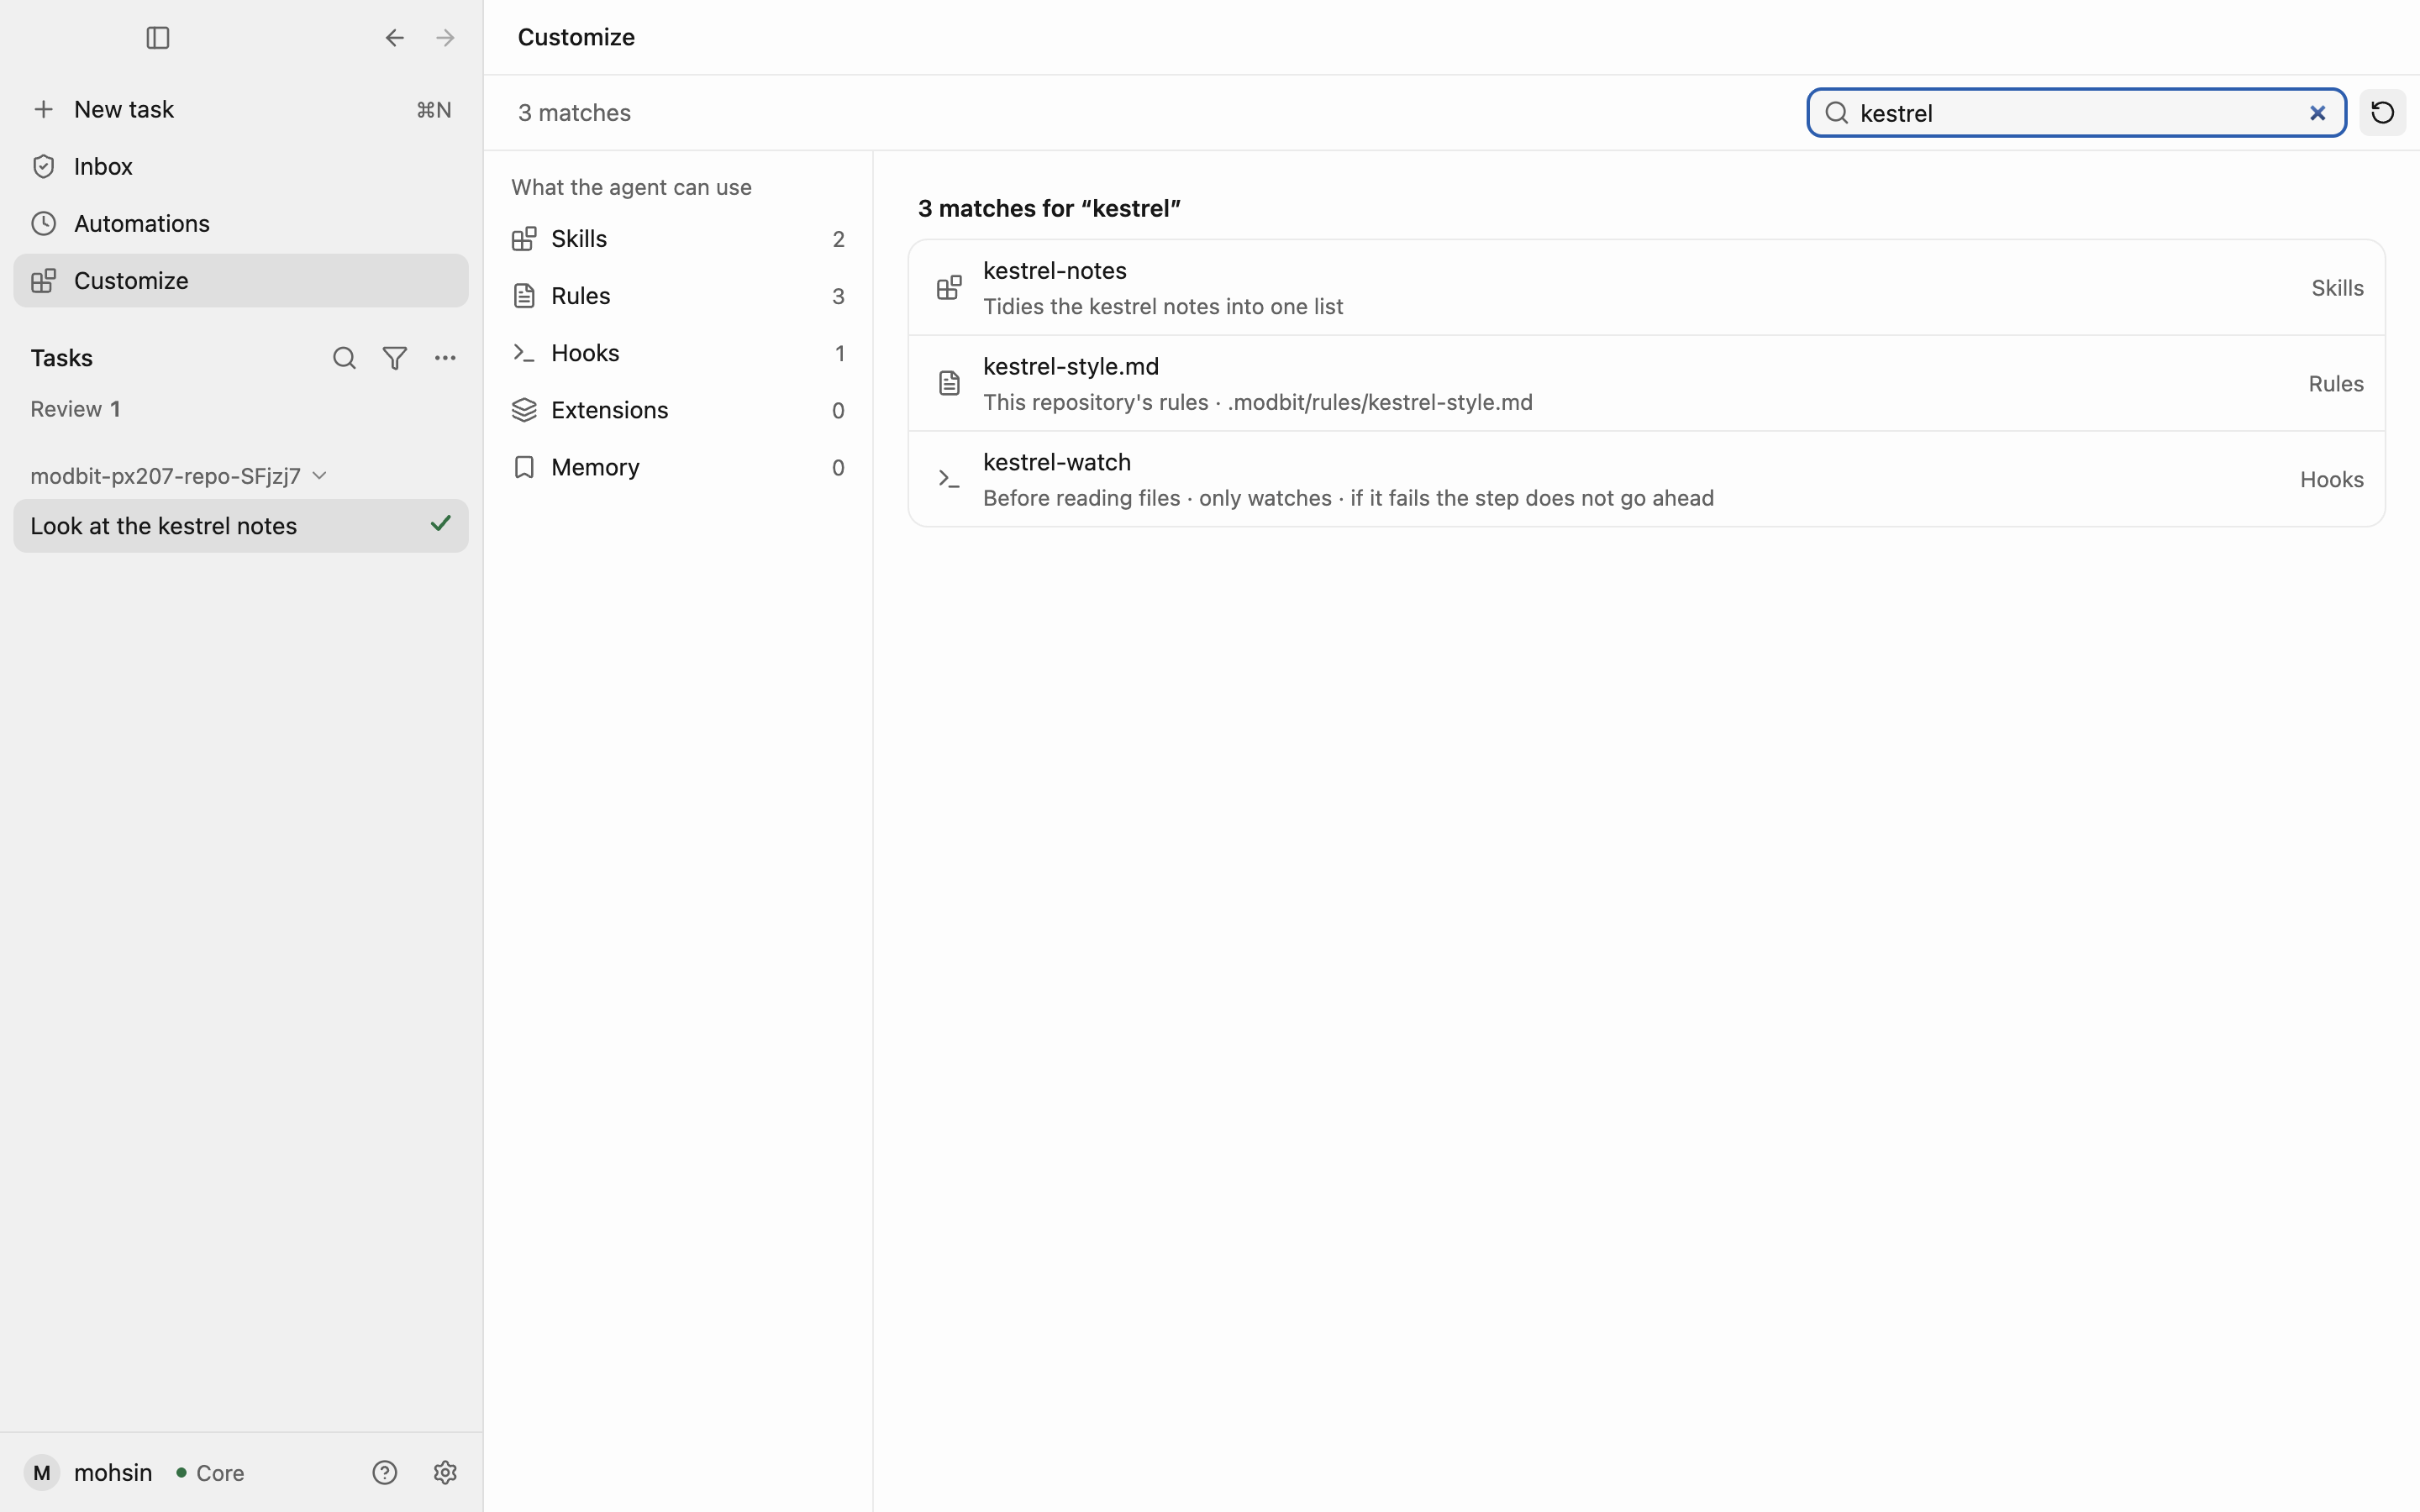 Customize
New task ⌘N
Inbox
Automations
Customize
Tasks
Review 1
modbit-px207-repo-SFjzj7
Look at the kestrel notes
M mohsin Core
3 matches
kestrel
What the agent can use
Skills 2
Rules 3
Hooks 1
Extensions 0
Memory 0
3 matches for “kestrel”
kestrel-notes
Tidies the kestrel notes into one list
Skills
kestrel-style.md
This repository's rules · .modbit/rules/kestrel-style.md
Rules
kestrel-watch
Before reading files · only watches · if it fails the step does not go ahead
Hooks